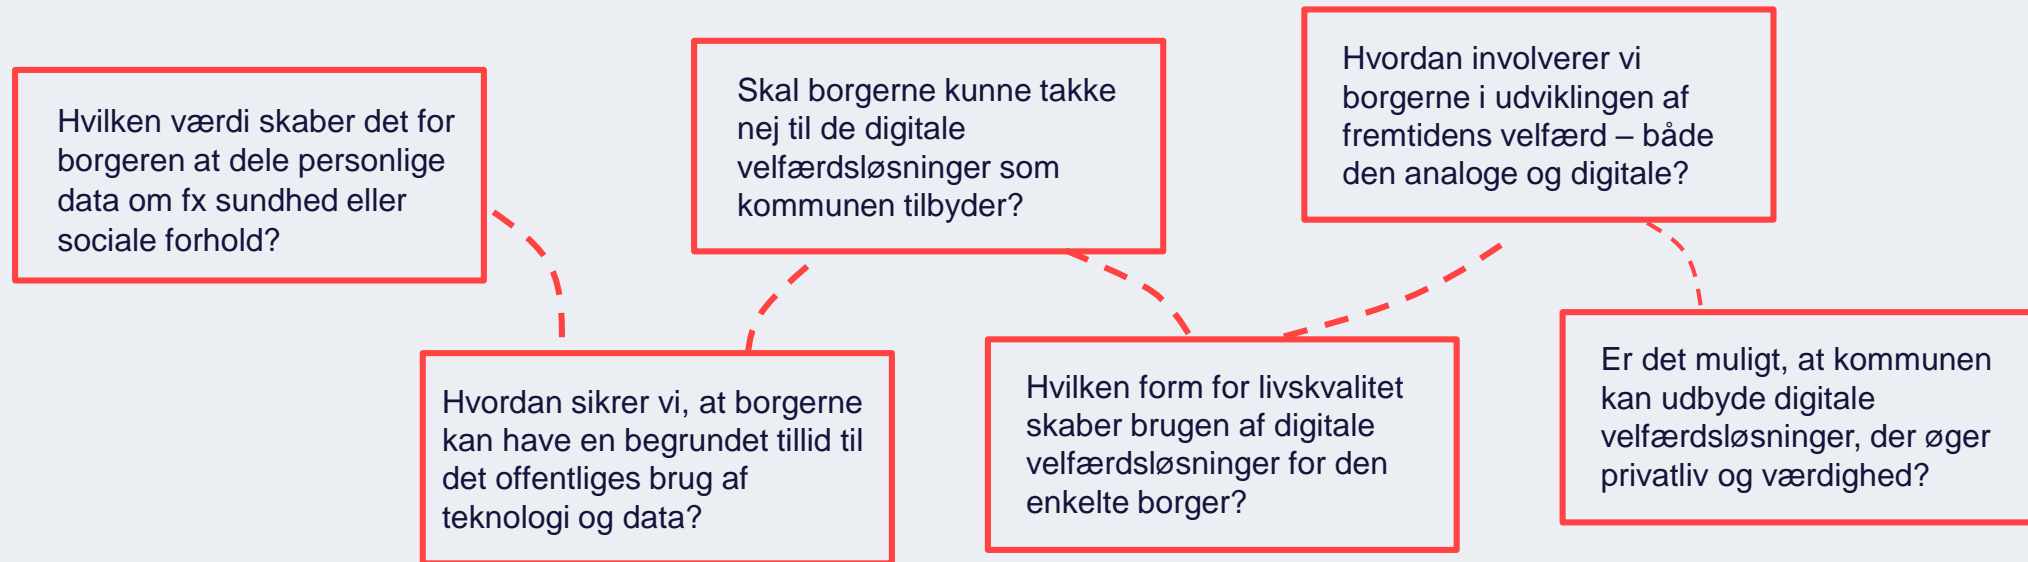 Hvilken værdi skaber det for
borgeren at dele personlige
data om fx sundhed eller
sociale forhold?
Hvordan sikrer vi, at borgerne
kan have en begrundet tillid til
det offentliges brug af
teknologi og data?
Skal borgerne kunne takke
nej til de digitale
velfærdsløsninger som
kommunen tilbyder?
Hvilken form for livskvalitet
skaber brugen af digitale
velfærdsløsninger for den
enkelte borger?
Hvordan involverer vi
borgerne i udviklingen af
fremtidens velfærd – både
den analoge og digitale?
Er det muligt, at kommunen
kan udbyde digitale
velfærdsløsninger, der øger
privatliv og værdighed?